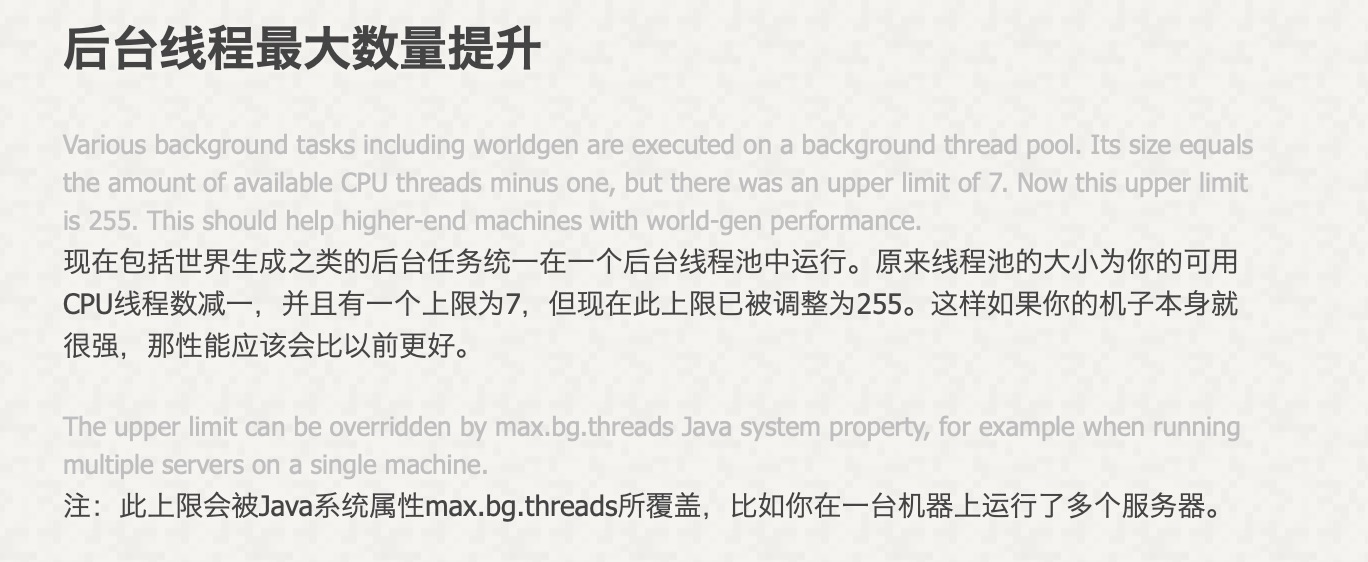 后台线程最大数量提升
Various background tasks including worldgen are executed on a background thread pool. Its size equals
the amount of available CPU threads minus one, but there was an upper limit of 7. Now this upper limit
is 255. This should help higher-end machines with world-gen performance.
现在包括世界生成之类的后台任务统一在一个后台线程池中运行。原来线程池的大小为你的可用
CPU线程数减一，并且有一个上限为7，但现在此上限已被调整为255。这样如果你的机子本身就
很强，那性能应该会比以前更好。
The upper limit can be overridden by max.bg.threads Java system property, for example when running
multiple servers on a single machine.
注：此上限会被Java系统属性max.bg.threads所覆盖，比如你在一台机器上运行了多个服务器。